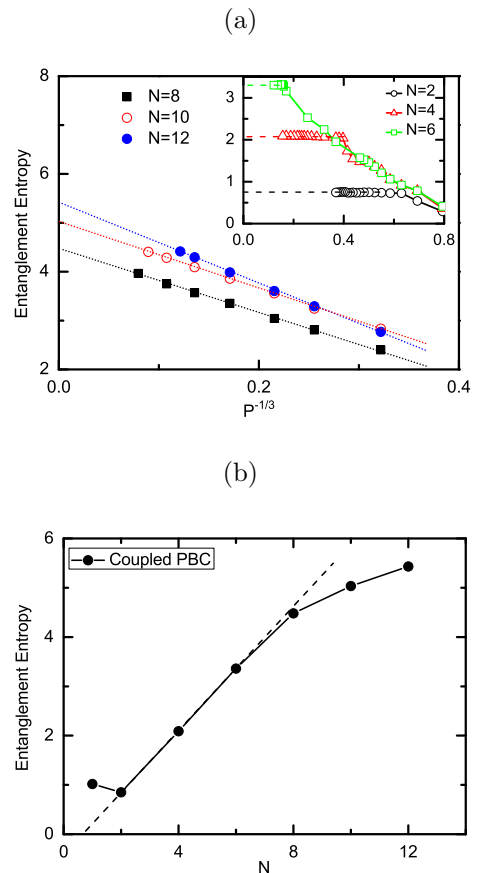 (a)
8
6
4
2
Entanglement Entropy
N=8
N=10
N=12
3
2
1
0
0.0
0.4
0.8
N=2
N=4
N=6
0.0
0.2
0.4
P^{-1/3}
(b)
6
4
2
0
Entanglement Entropy
Coupled PBC
0
4
8
12
N